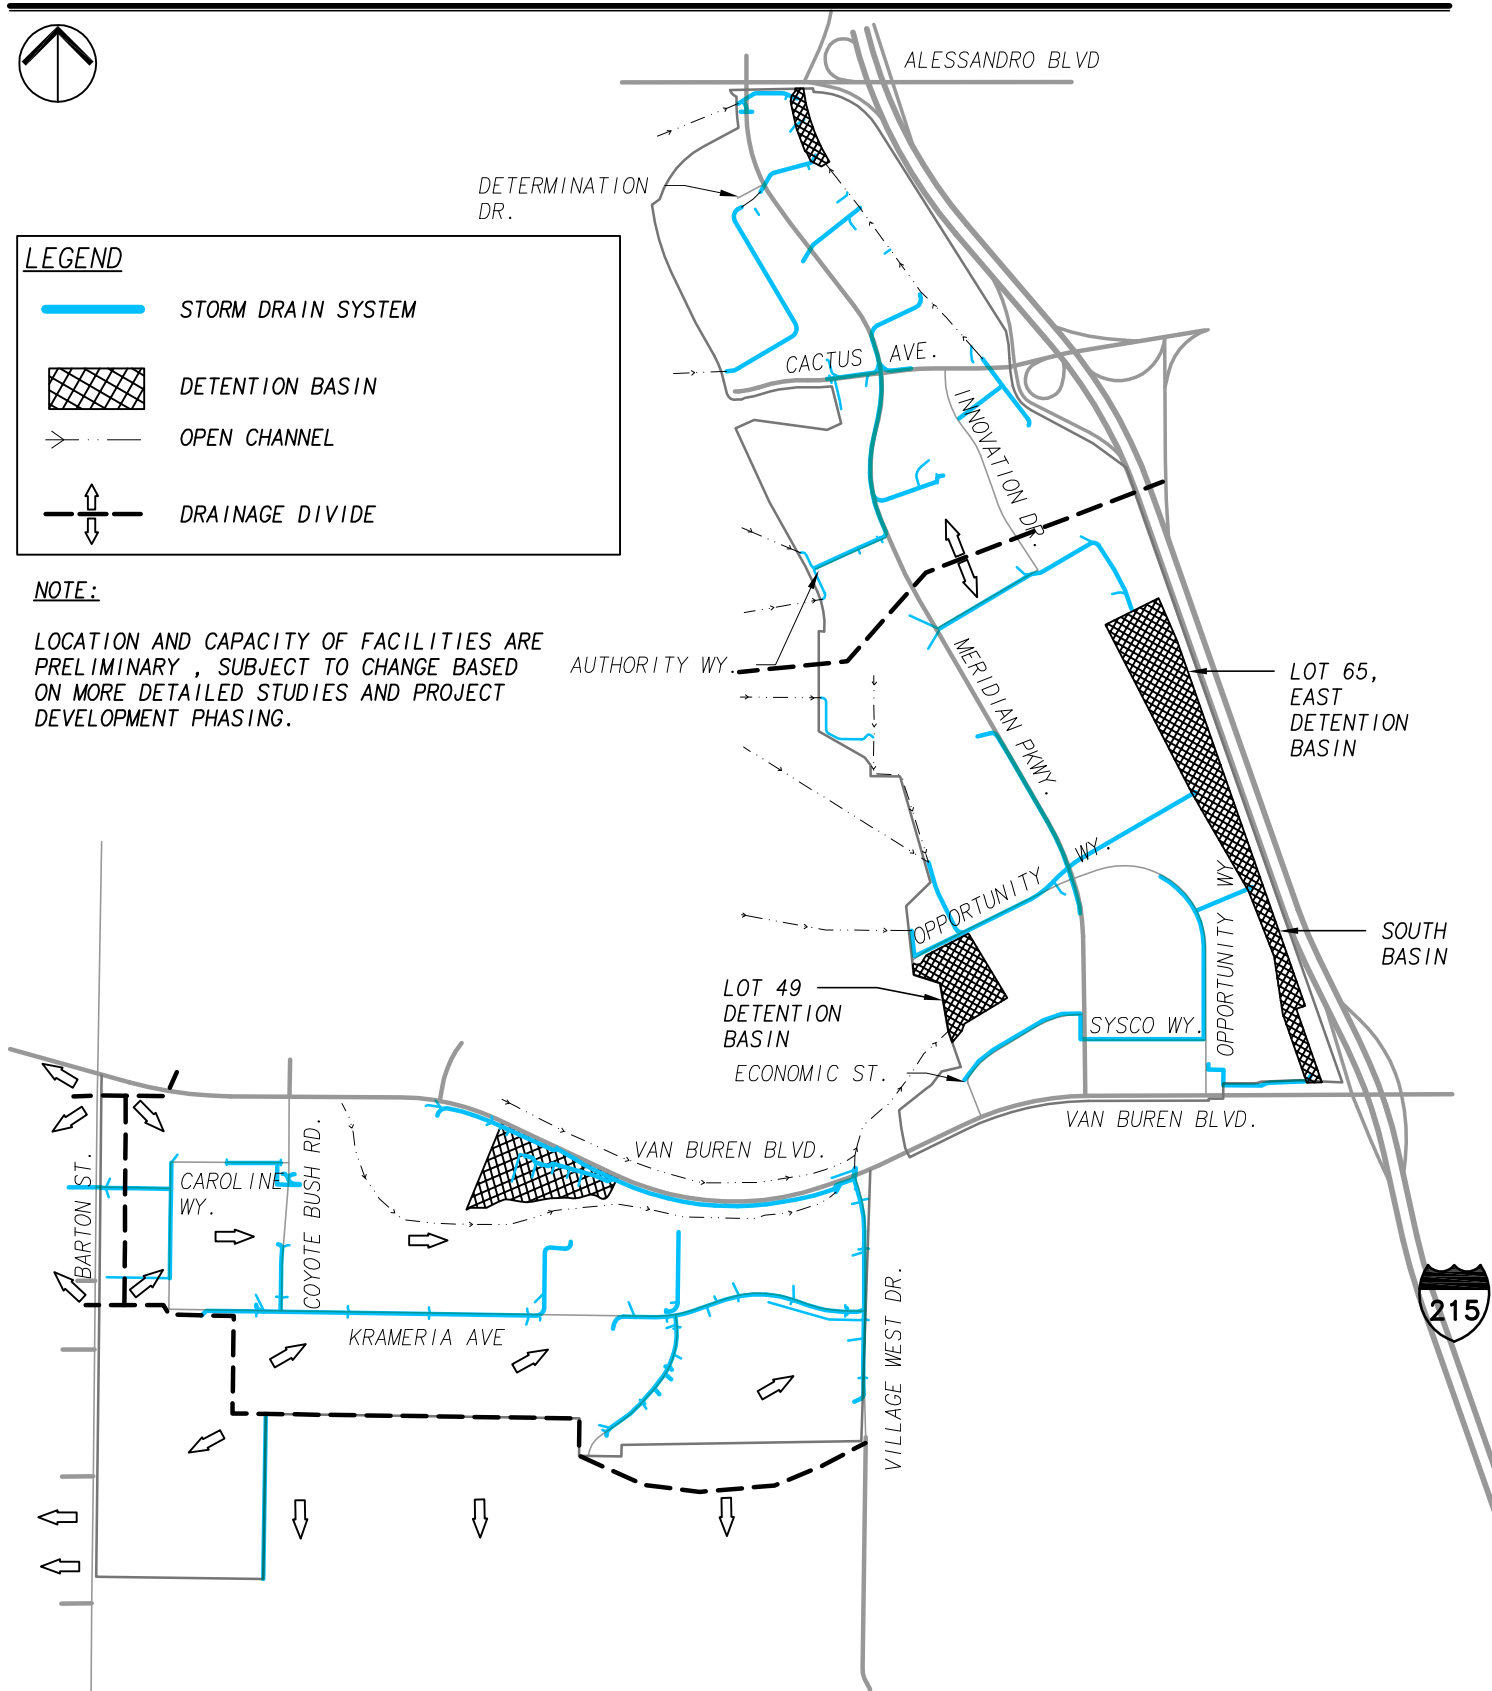 ALESSANDRO BLVD
DETERMINATION
DR.
LEGEND
STORM DRAIN SYSTEM
DETENTION BASIN
OPEN CHANNEL
DRAINAGE DIVIDE
CACTUS AVE.
INNOVATION DR.
NOTE:
LOCATION AND CAPACITY OF FACILITIES ARE
PRELIMINARY , SUBJECT TO CHANGE BASED
ON MORE DETAILED STUDIES AND PROJECT
DEVELOPMENT PHASING.
AUTHORITY WY.
MERIDIAN PKWY.
LOT 65,
EAST
DETENTION
BASIN
OPPORTUNITY WY.
OPPORTUNITY WY
SOUTH
BASIN
LOT 49
DETENTION
BASIN
SYSCO WY.
ECONOMIC ST.
VAN BUREN BLVD.
VAN BUREN BLVD.
BARTON ST.
CAROLINE
WY.
COYOTE BUSH RD.
KRAMERIA AVE
VILLAGE WEST DR.
215